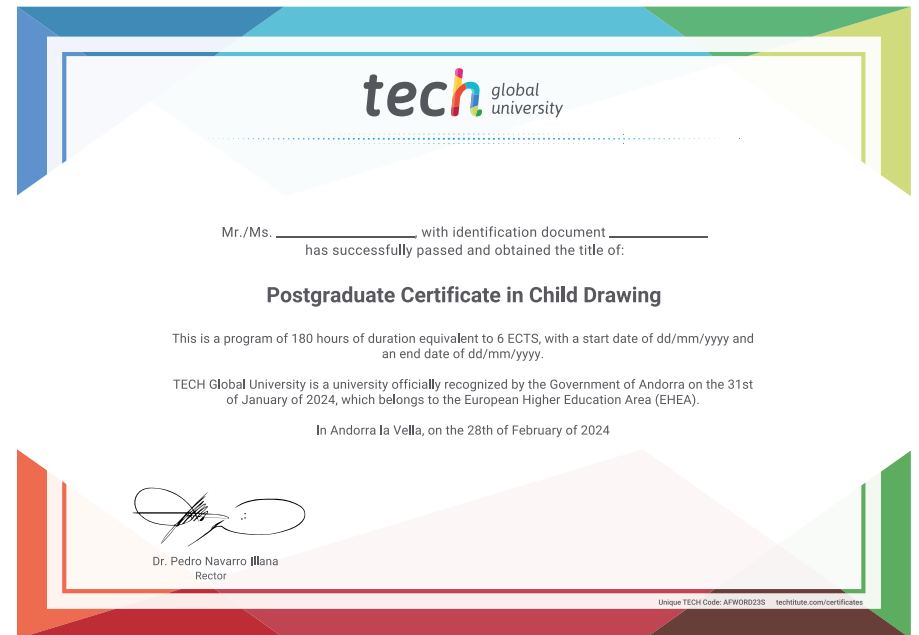 tech global university
Mr./Ms. ____________________, with identification document ______________
has successfully passed and obtained the title of:
Postgraduate Certificate in Child Drawing
This is a program of 180 hours of duration equivalent to 6 ECTS, with a start date of dd/mm/yyyy and
an end date of dd/mm/yyyy.
TECH Global University is a university officially recognized by the Government of Andorra on the 31st
of January of 2024, which belongs to the European Higher Education Area (EHEA).
In Andorra la Vella, on the 28th of February of 2024
Dr. Pedro Navarro Illana
Rector
Unique TECH Code: AFWORD23S techtitute.com/certificates